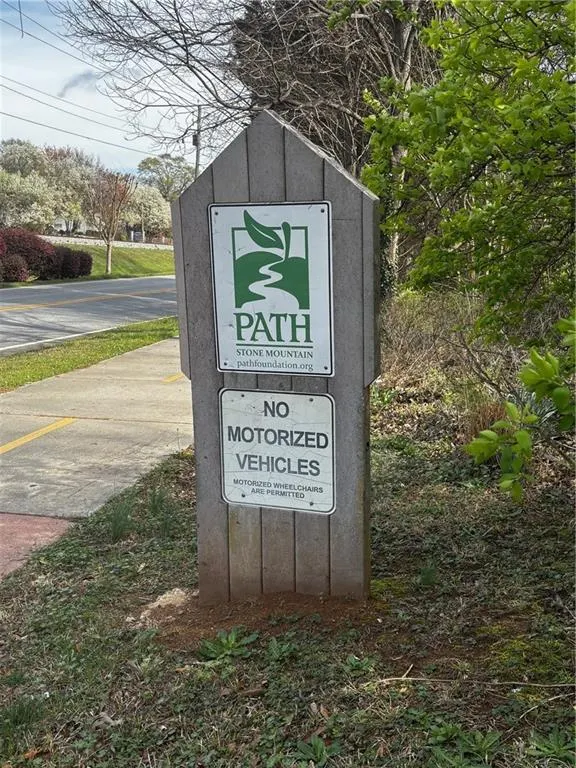 PATH
STONE MOUNTAIN
pathfoundation.org
NO
MOTORIZED
VEHICLES
MOTORIZED WHEELCHAIRS
ARE PERMITTED